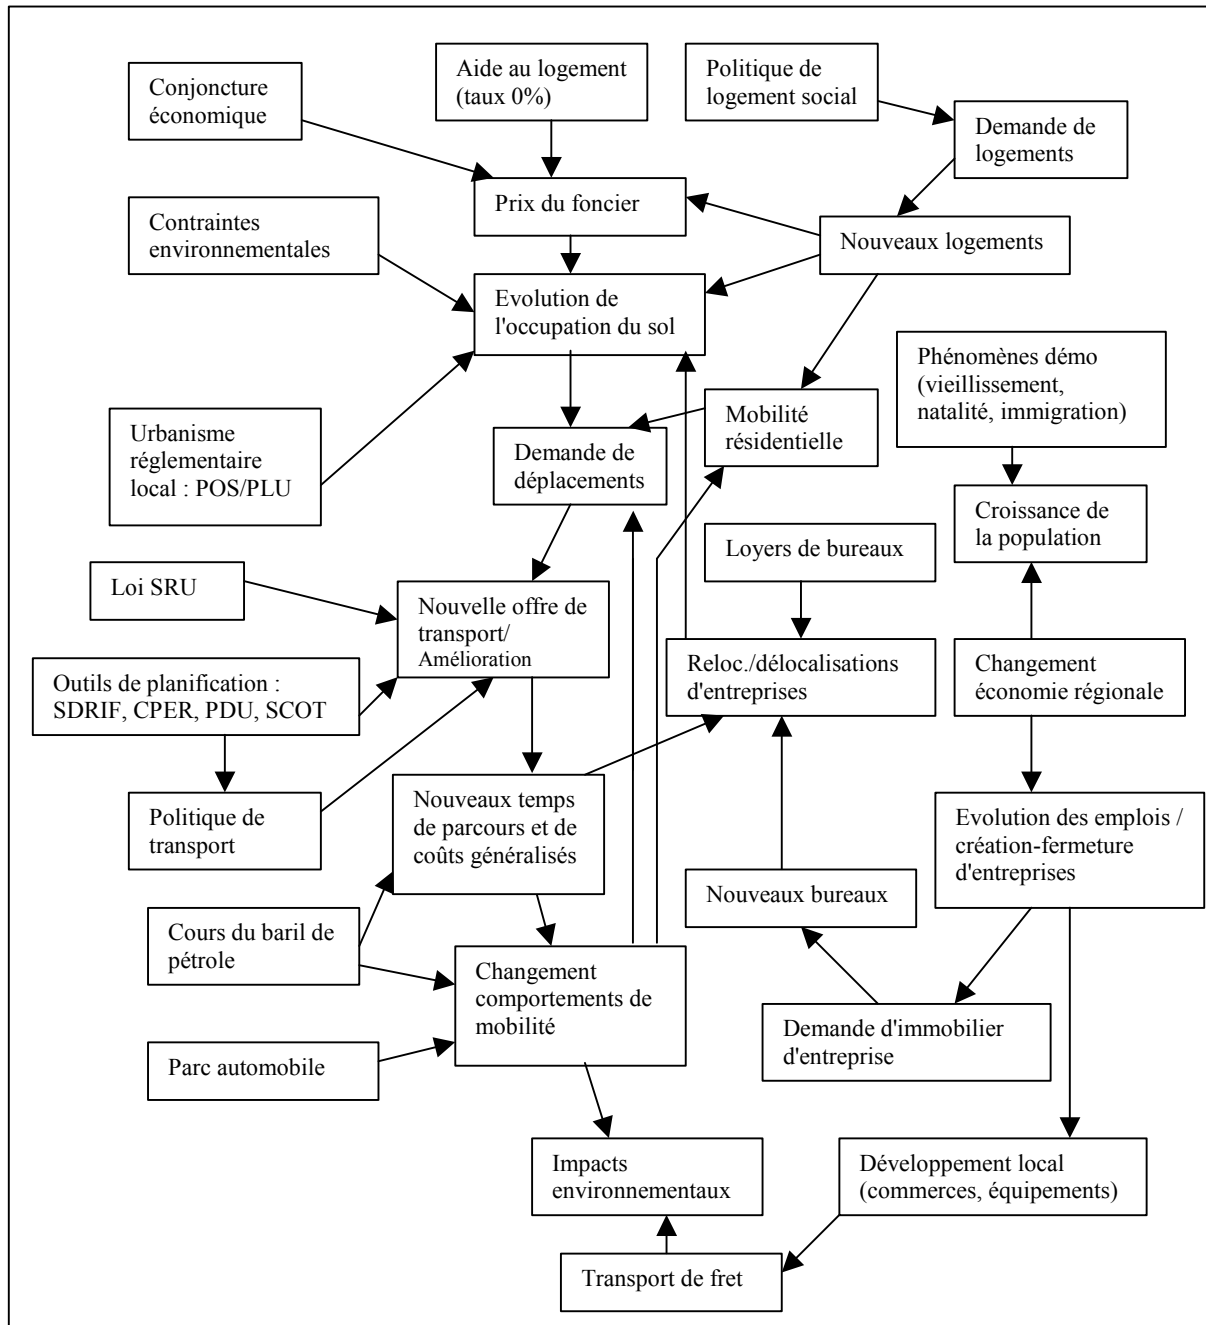 Conjoncture
économique
Aide au logement
(taux 0%)
Politique de
logement social
Demande de
logements
Prix du foncier
Contraintes
environnementales
Nouveaux logements
Evolution de
l'occupation du sol
Phénomènes démo
(vieillissement,
natalité, immigration)
Urbanisme
réglementaire
local : POS/PLU
Mobilité
résidentielle
Demande de
déplacements
Croissance de
la population
Loyers de bureaux
Loi SRU
Nouvelle offre de
transport/
Amélioration
Reloc./délocalisations
d'entreprises
Changement
économie régionale
Outils de planification :
SDRIF, CPER, PDU, SCOT
Politique de
transport
Nouveaux temps
de parcours et de
coûts généralisés
Evolution des emplois /
création-fermeture
d'entreprises
Nouveaux bureaux
Cours du baril de
pétrole
Changement
comportements de
mobilité
Demande d'immobilier
d'entreprise
Parc automobile
Impacts
environnementaux
Développement local
(commerces, équipements)
Transport de fret